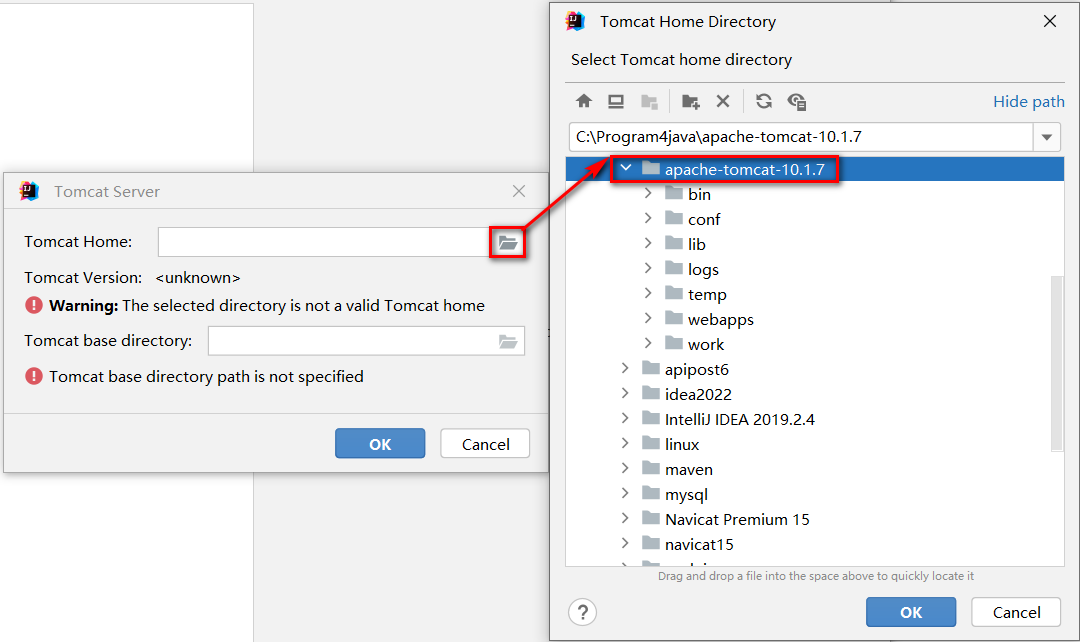 Tomcat Server
Tomcat Home:
Tomcat Version: <unknown>
Warning: The selected directory is not a valid Tomcat home
Tomcat base directory:
Tomcat base directory path is not specified
OK
Cancel
Tomcat Home Directory
Select Tomcat home directory
Hide path
C:\Program4java\apache-tomcat-10.1.7
apache-tomcat-10.1.7
bin
conf
lib
logs
temp
webapps
work
apipost6
idea2022
IntelliJ IDEA 2019.2.4
linux
maven
mysql
Navicat Premium 15
navicat15
Drag and drop a file into the space above to quickly locate it
?
OK
Cancel